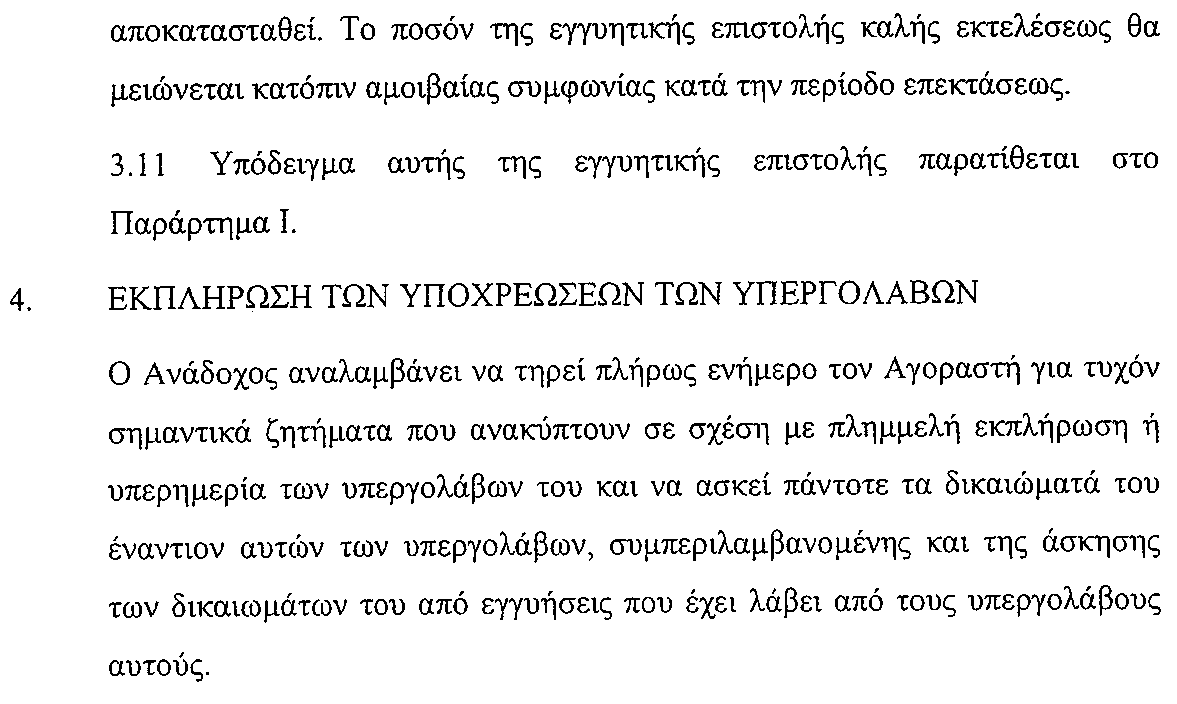 αποκατασταθεί. Το ποσόν της εγγυητικής επιστολής καλής εκτελέσεως θα
μειώνεται κατόπιν αμοιβαίας συμφωνίας κατά την περίοδο επεκτάσεως.
3.11 Υπόδειγμα αυτής της εγγυητικής επιστολής παρατίθεται στο
Παράρτημα Ι.
4. ΕΚΠΛΗΡΩΣΗ ΤΩΝ ΥΠΟΧΡΕΩΣΕΩΝ ΤΩΝ ΥΠΕΡΓΟΛΑΒΩΝ
Ο Ανάδοχος αναλαμβάνει να τηρεί πλήρως ενήμερο τον Αγοραστή για τυχόν
σημαντικά ζητήματα που ανακύπτουν σε σχέση με πλημμελή εκπλήρωση ή
υπερημερία των υπεργολάβων του και να ασκεί πάντοτε τα δικαιώματά του
έναντιον αυτών των υπεργολάβων, συμπεριλαμβανομένης και της άσκησης
των δικαιωμάτων του από εγγυήσεις που έχει λάβει από τους υπεργολάβους
αυτούς.